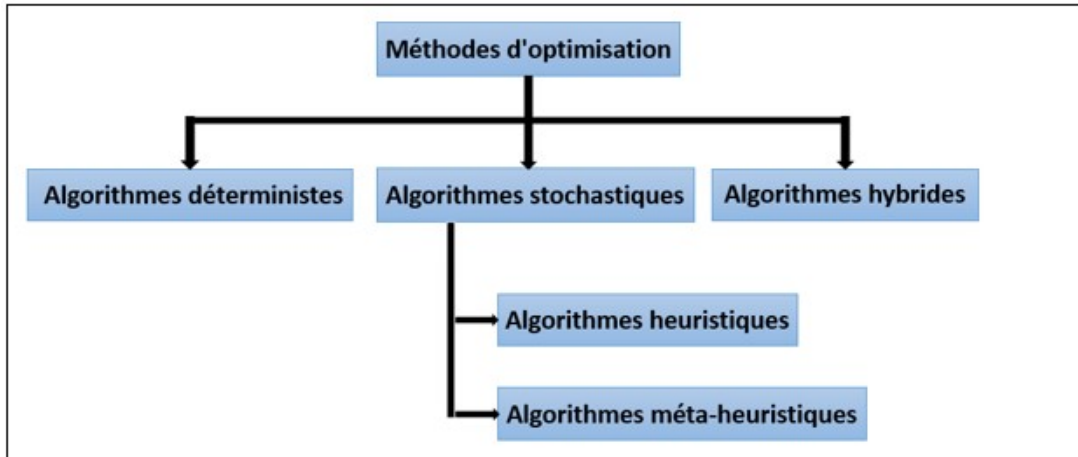 Méthodes d'optimisation
Algorithmes déterministes
Algorithmes stochastiques
Algorithmes hybrides
Algorithmes heuristiques
Algorithmes méta-heuristiques